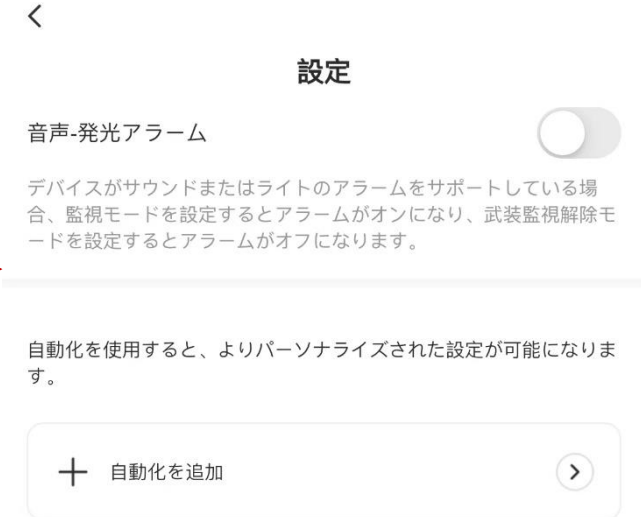 設定
音声-発光アラーム
デバイスがサウンドまたはライトのアラームをサポートしている場
合、監視モードを設定するとアラームがオンになり、武装監視解除モ
ードを設定するとアラームがオフになります。
自動化を使用すると、よりパーソナライズされた設定が可能になりま
す。
自動化を追加